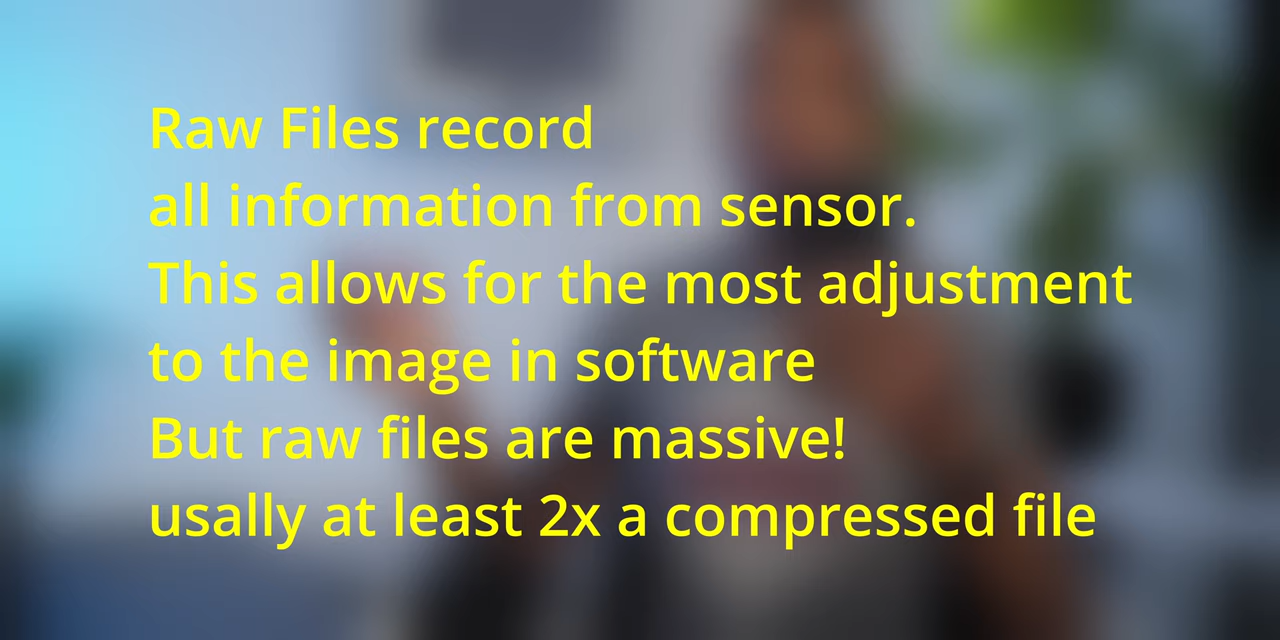 Raw Files record
all information from sensor.
This allows for the most adjustment
to the image in software
But raw files are massive!
usally at least 2x a compressed file